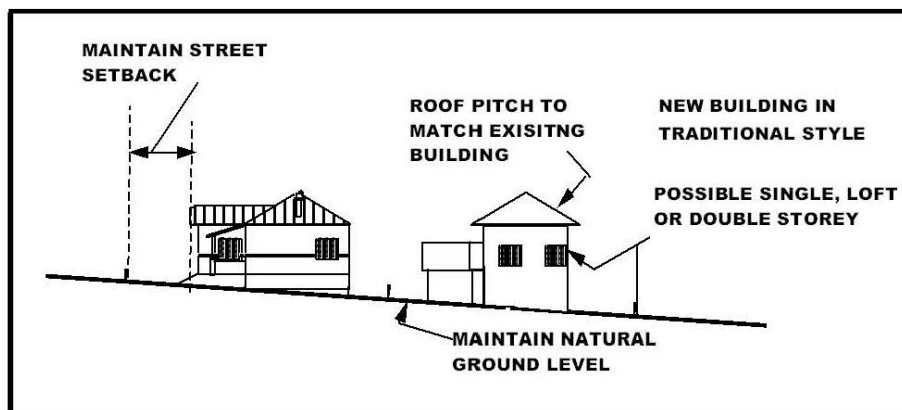 MAINTAIN STREET
SETBACK
ROOF PITCH TO
MATCH EXISITNG
BUILDING
NEW BUILDING IN
TRADITIONAL STYLE
POSSIBLE SINGLE, LOFT
OR DOUBLE STOREY
MAINTAIN NATURAL
GROUND LEVEL